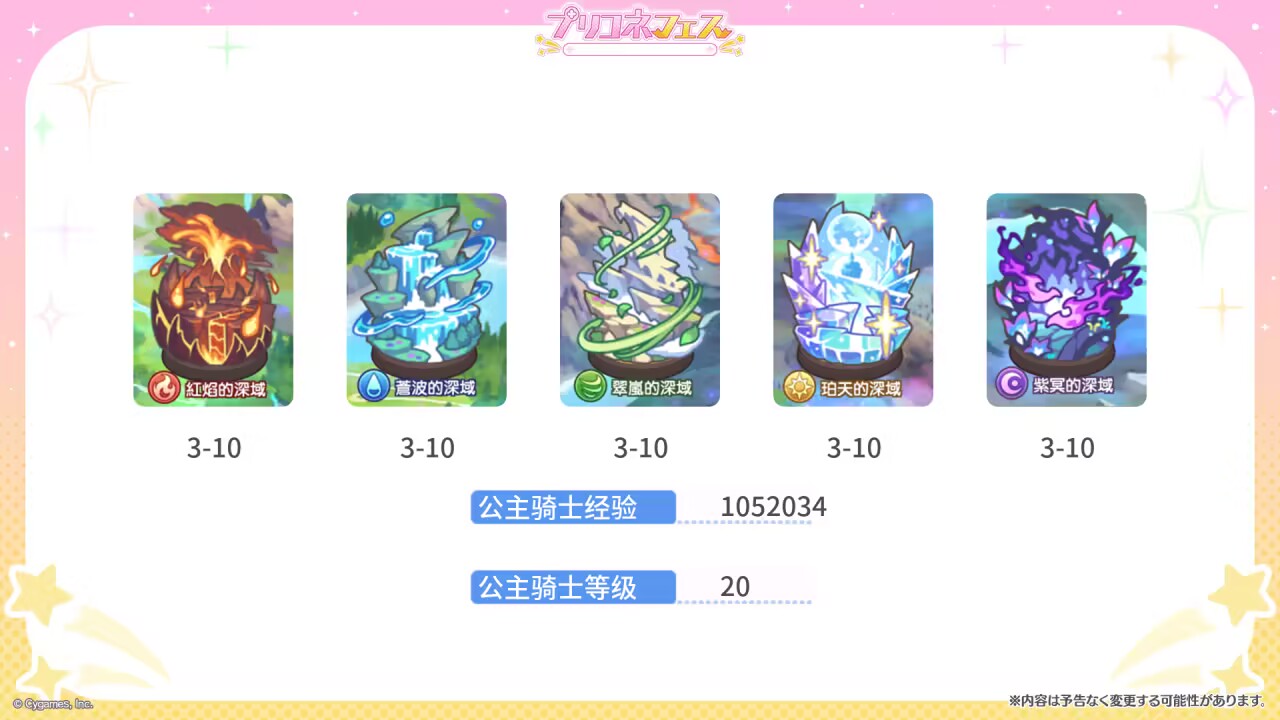 プリコネフェス
紅焰的深域
蒼波的深域
翠嵐的深域
珀天的深域
紫冥的深域
3-10
3-10
3-10
3-10
3-10
公主骑士经验 1052034
公主骑士等级 20
© Cygames, Inc.
※内容は予告なく変更する可能性があります。